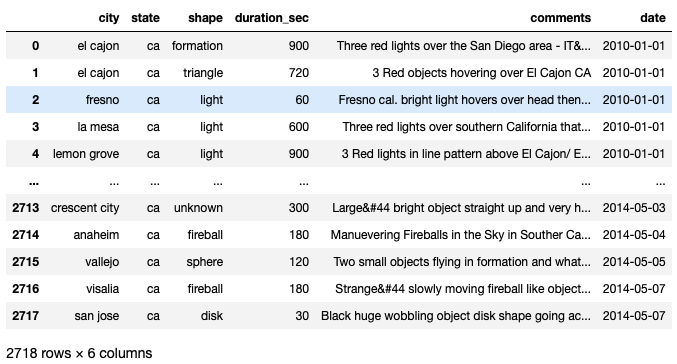 city state shape duration_sec comments date
0 el cajon ca formation 900 Three red lights over the San Diego area - IT&... 2010-01-01
1 el cajon ca triangle 720 3 Red objects hovering over El Cajon CA 2010-01-01
2 fresno ca light 60 Fresno cal. bright light hovers over head then... 2010-01-01
3 la mesa ca light 600 Three red lights over southern California that... 2010-01-01
4 lemon grove ca light 900 3 Red lights in line pattern above El Cajon/ E... 2010-01-01
... ... ... ... ... ... ...
2713 crescent city ca unknown 300 Large&#44 bright object straight up and very h... 2014-05-03
2714 anaheim ca fireball 180 Manuevering Fireballs in the Sky in Souther Ca... 2014-05-04
2715 vallejo ca sphere 120 Two small objects flying in formation and what... 2014-05-05
2716 visalia ca fireball 180 Strange&#44 slowly moving fireball like object... 2014-05-07
2717 san jose ca disk 30 Black huge wobbling object disk shape going ac... 2014-05-07
2718 rows × 6 columns